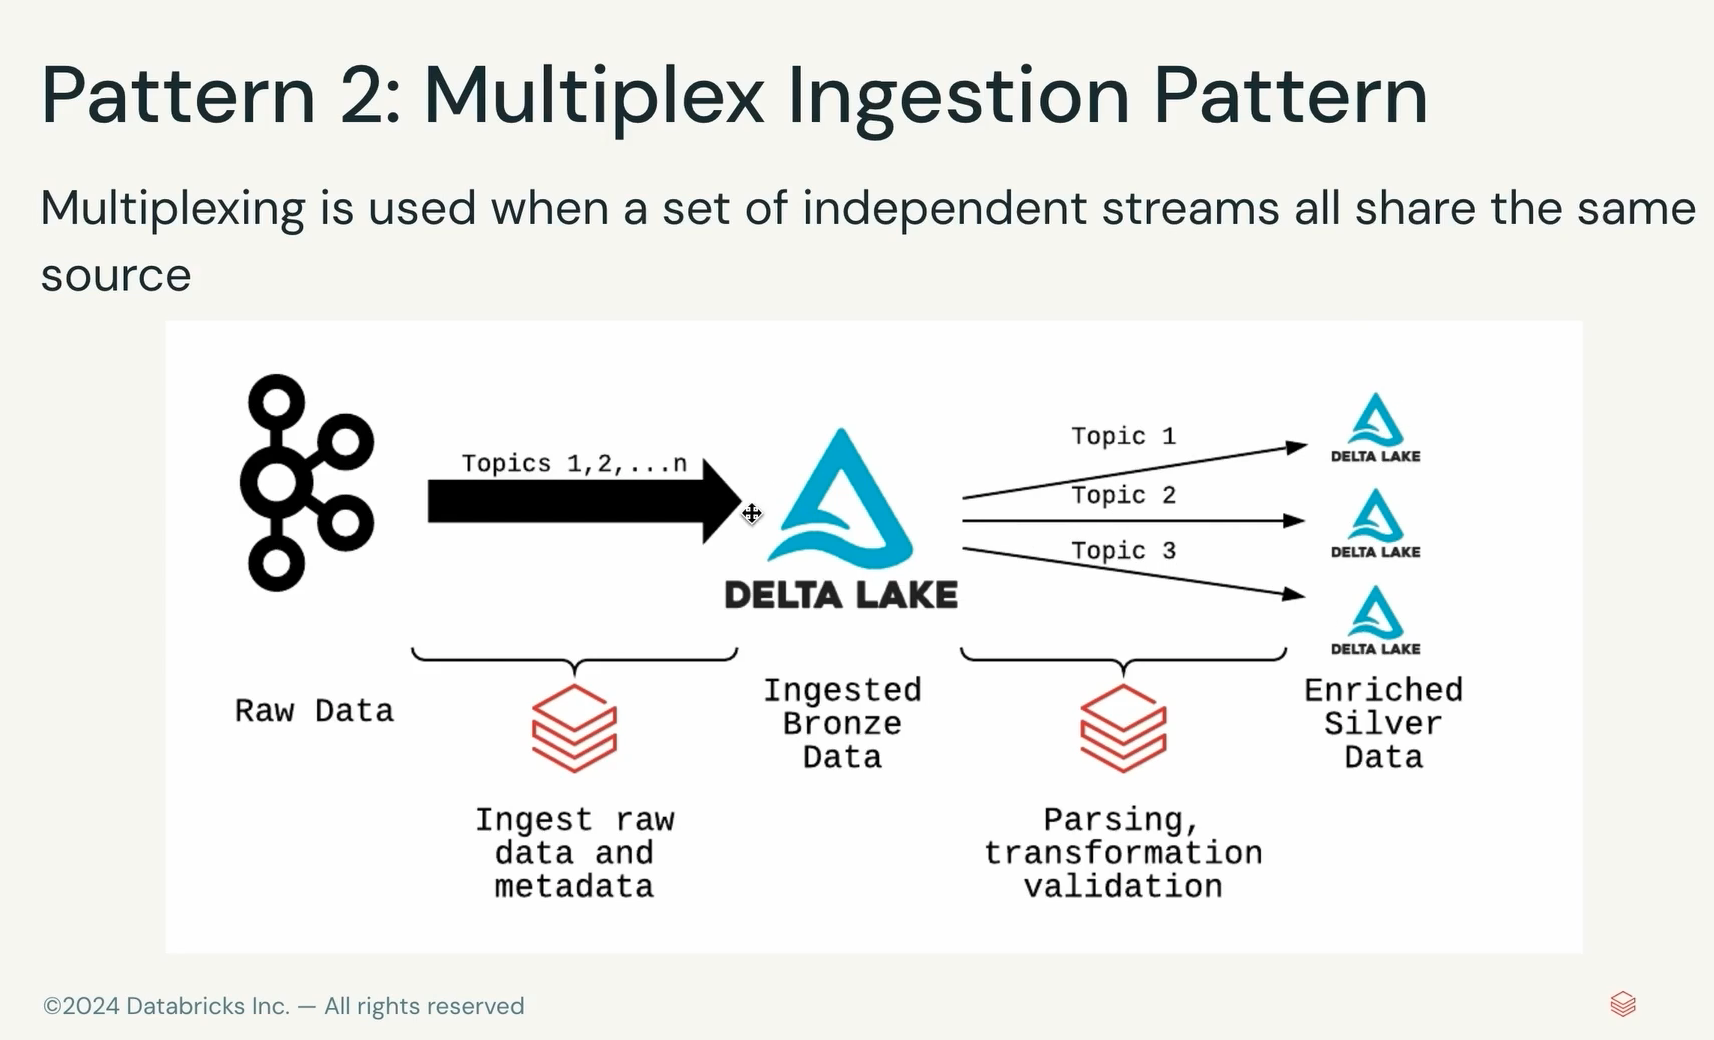 Pattern 2: Multiplex Ingestion Pattern
Multiplexing is used when a set of independent streams all share the same
source
Topics 1,2,...n
DELTA LAKE
Topic 1
Topic 2
Topic 3
DELTA LAKE
DELTA LAKE
DELTA LAKE
Raw Data
Ingest raw
data and
metadata
Ingested
Bronze
Data
Parsing,
transformation
validation
Enriched
Silver
Data
©2024 Databricks Inc. — All rights reserved